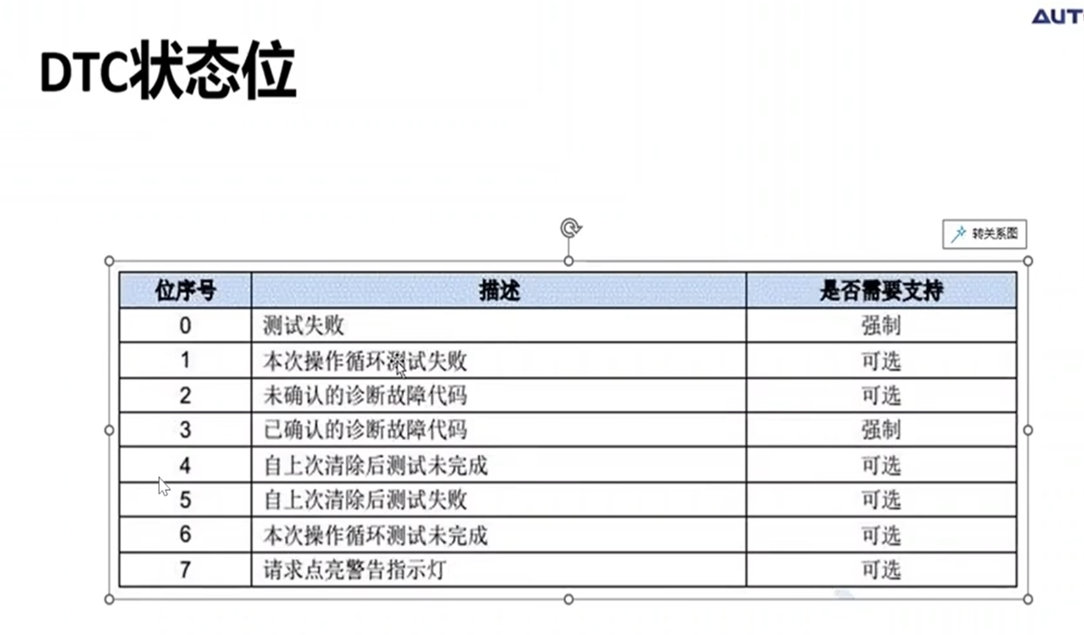 AUT
DTC状态位
转关系图
位序号 描述 是否需要支持
0 测试失败 强制
1 本次操作循环测试失败 可选
2 未确认的诊断故障代码 可选
3 已确认的诊断故障代码 强制
4 自上次清除后测试未完成 可选
5 自上次清除后测试失败 可选
6 本次操作循环测试未完成 可选
7 请求点亮警告指示灯 可选